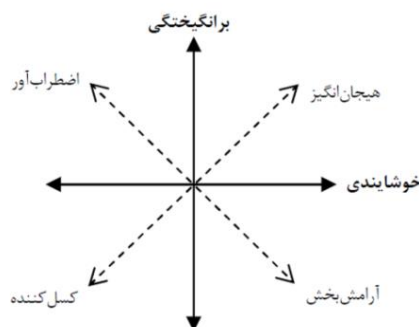 برانگیختگی
هیجان‌انگیز
اضطراب‌آور
خوشایندی
آرامش‌بخش
کسل‌کننده